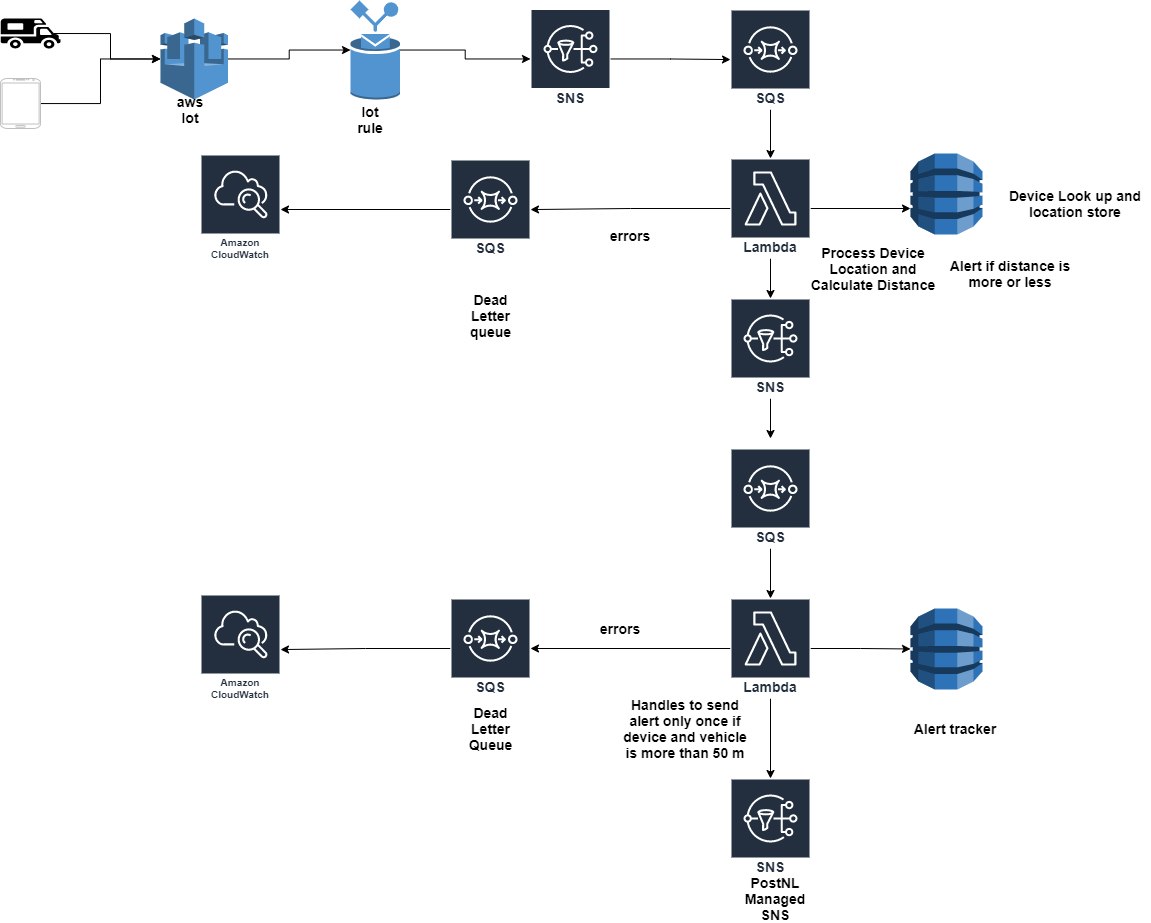 aws
Iot
Iot
rule
SNS
SQS
Amazon
CloudWatch
SQS
errors
Lambda
Device Look up and
location store
Process Device
Location and
Calculate Distance
Alert if distance is
more or less
Dead
Letter
queue
SNS
SQS
Amazon
CloudWatch
SQS
errors
Lambda
Dead
Letter
Queue
Handles to send
alert only once if
device and vehicle
is more than 50 m
Alert tracker
SNS
PostNL
Managed
SNS